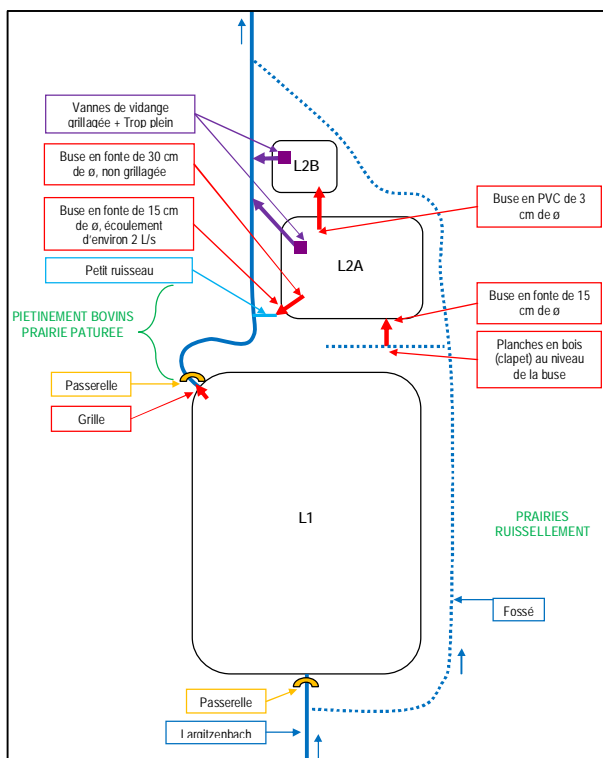 Vannes de vidange
grillagée + Trop plein
Buse en fonte de 30 cm
de ø, non grillagée
Buse en fonte de 15 cm
de ø, écoulement
d'environ 2 L/s
Petit ruisseau
PIETINEMENT BOVINS
PRAIRIE PATUREE
Passerelle
Grille
L2B
L2A
Buse en PVC de 3
cm de ø
Buse en fonte de 15
cm de ø
Planches en bois
(clapet) au niveau
de la buse
L1
PRAIRIES
RUISSELLEMENT
Fossé
Passerelle
Largitzenbach